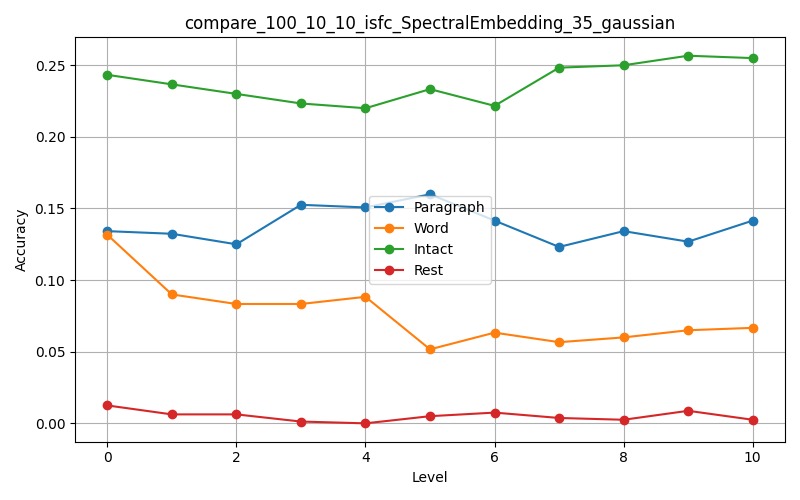 compare_100_10_10_isfc_SpectralEmbedding_35_gaussian
0.25
0.20
0.15
0.10
0.05
0.00
Accuracy
Paragraph
Word
Intact
Rest
0 2 4 6 8 10
Level